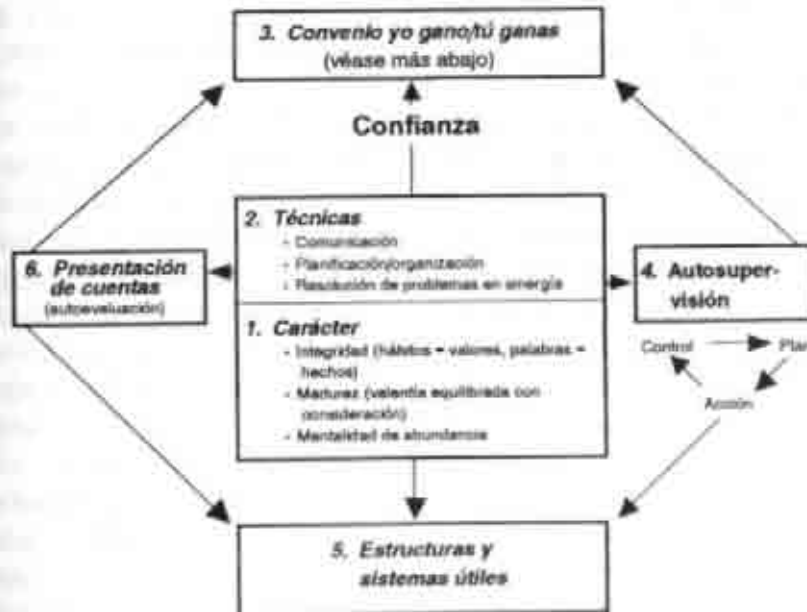 3. Convenio yo gano/tú ganas
(véase más abajo)
Confianza
2. Técnicas
- Comunicación
- Planificación/organización
- Resolución de problemas en energía
6. Presentación
de cuentas
(autoevaluación)
4. Autosuper-
visión
1. Carácter
- Integridad (hábitos = valores, palabras =
hechos)
- Madurez (valentía equilibrada con
consideración)
- Mentalidad de abundancia
Control
Plan
Acción
5. Estructuras y
sistemas útiles